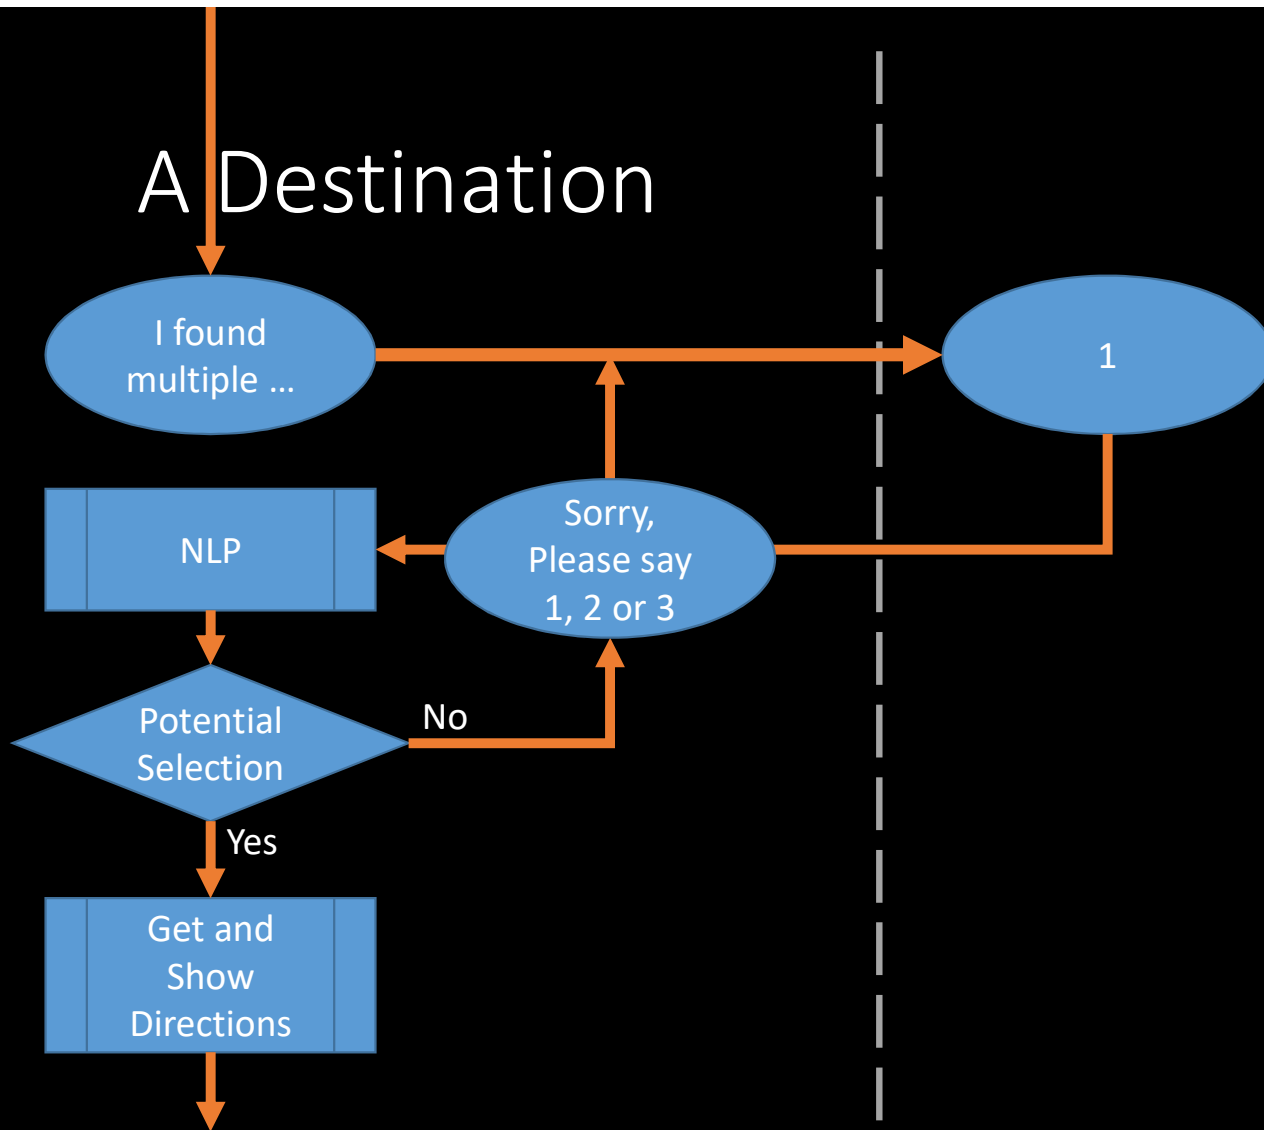 A Destination
I found
multiple ...
1
NLP
Sorry,
Please say
1, 2 or 3
Potential
Selection
No
Yes
Get and
Show
Directions